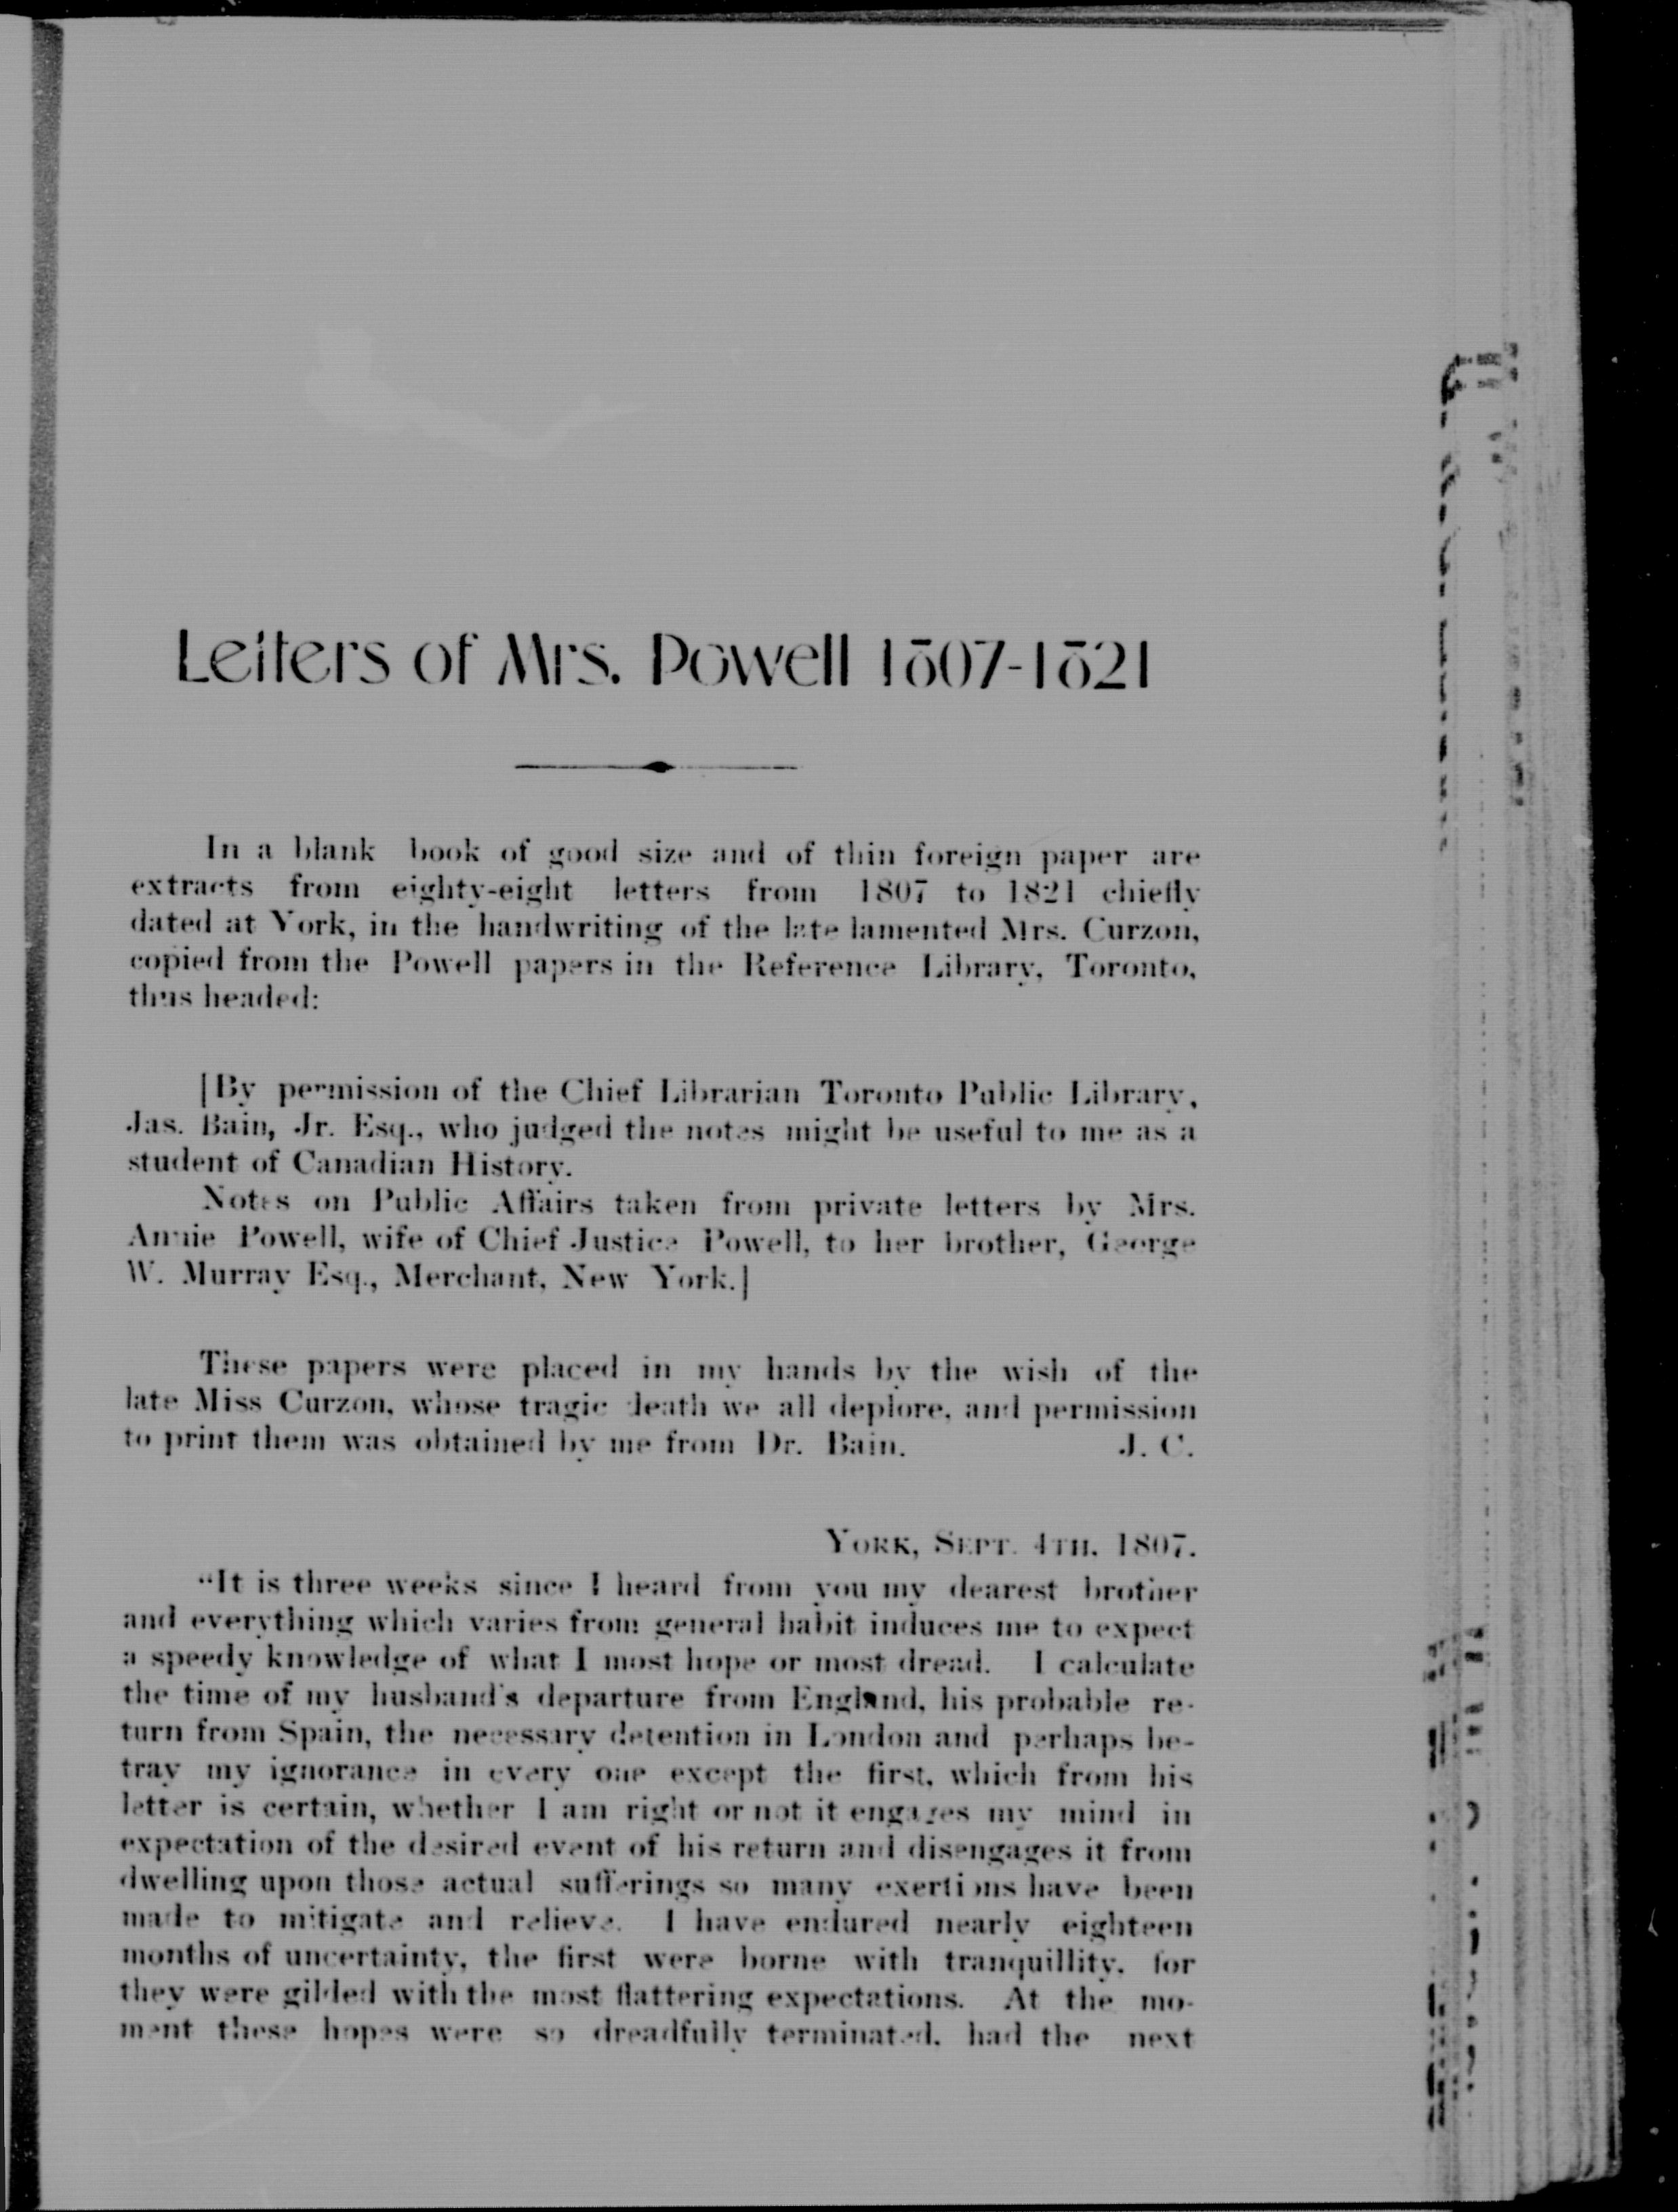 Letters of Mrs. Powell 1807-1821
In a blank book of good size and of thin foreign paper are
extracts from eighty-eight letters from 1807 to 1821 chiefly
dated at York, in the handwriting of the late lamented Mrs. Curzon,
copied from the Powell papers in the Reference Library, Toronto,
thus headed:
[By permission of the Chief Librarian Toronto Public Library,
Jas. Bain, Jr. Esq., who judged the notes might be useful to me as a
student of Canadian History.
Notes on Public Affairs taken from private letters by Mrs.
Annie Powell, wife of Chief Justice Powell, to her brother, George
W. Murray Esq., Merchant, New York.]
These papers were placed in my hands by the wish of the
late Miss Curzon, whose tragic death we all deplore, and permission
to print them was obtained by me from Dr. Bain. J. C.
York, Sept. 4th, 1807.
"It is three weeks since I heard from you my dearest brother
and everything which varies from general habit induces me to expect
a speedy knowledge of what I most hope or most dread. I calculate
the time of my husband's departure from England, his probable re-
turn from Spain, the necessary detention in London and perhaps be-
tray my ignorance in every one except the first, which from his
letter is certain, whether I am right or not it engages my mind in
expectation of the desired event of his return and disengages it from
dwelling upon those actual sufferings so many exertions have been
made to mitigate and relieve. I have endured nearly eighteen
months of uncertainty, the first were borne with tranquillity, for
they were gilded with the most flattering expectations. At the mo-
ment these hopes were so dreadfully terminated, had the next